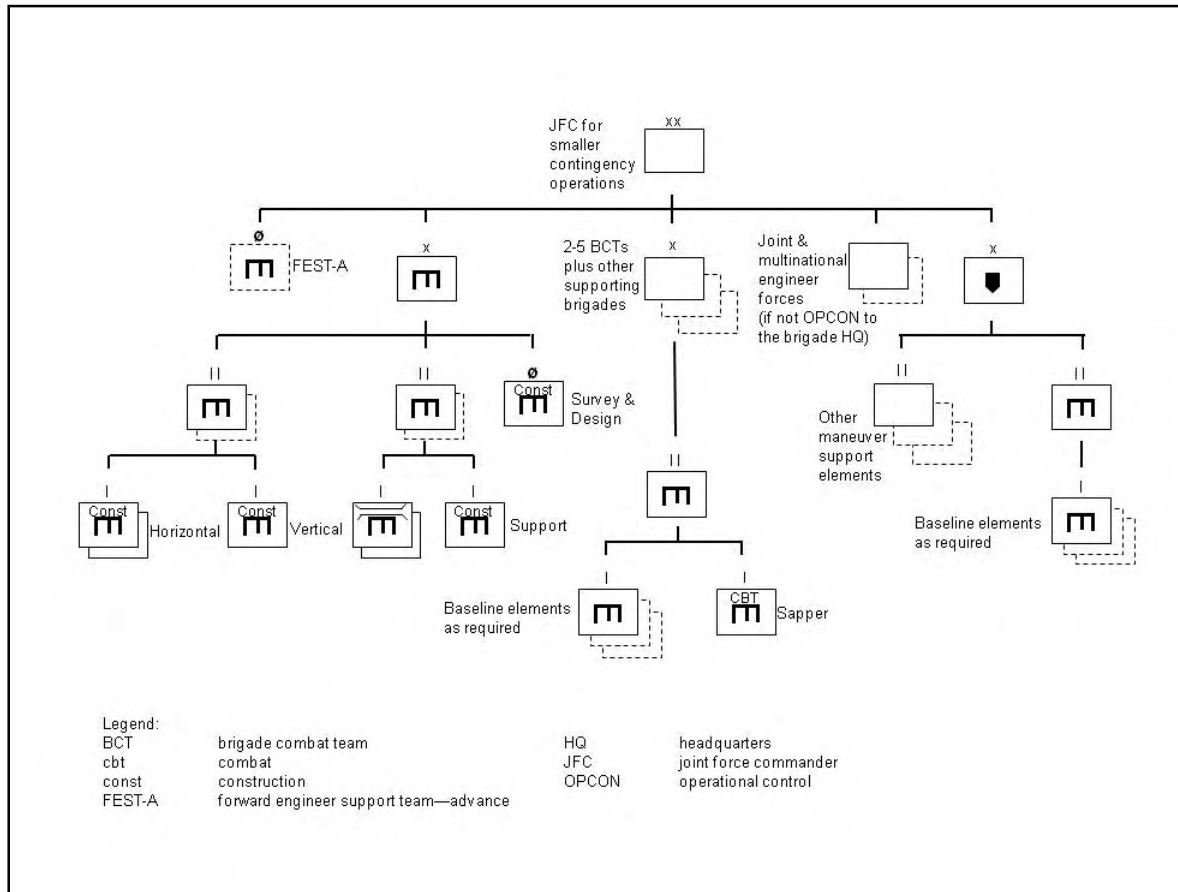 JFC for
smaller
contingency
operations
xx
ø
FEST-A
x
2-5 BCTs
plus other
supporting
brigades
x
Joint &
multinational
engineer
forces
(if not OPCON to
the brigade HQ)
x
II
II
ø
Const
Survey &
Design
II
Other
maneuver
support
elements
II
II
I
Const
Horizontal
I
Const
Vertical
I
I
Const
Support
I
Baseline elements
as required
Baseline elements
as required
I
I
CBT
Sapper
Legend:
BCT brigade combat team
cbt combat
const construction
FEST-A forward engineer support team—advance
HQ headquarters
JFC joint force commander
OPCON operational control